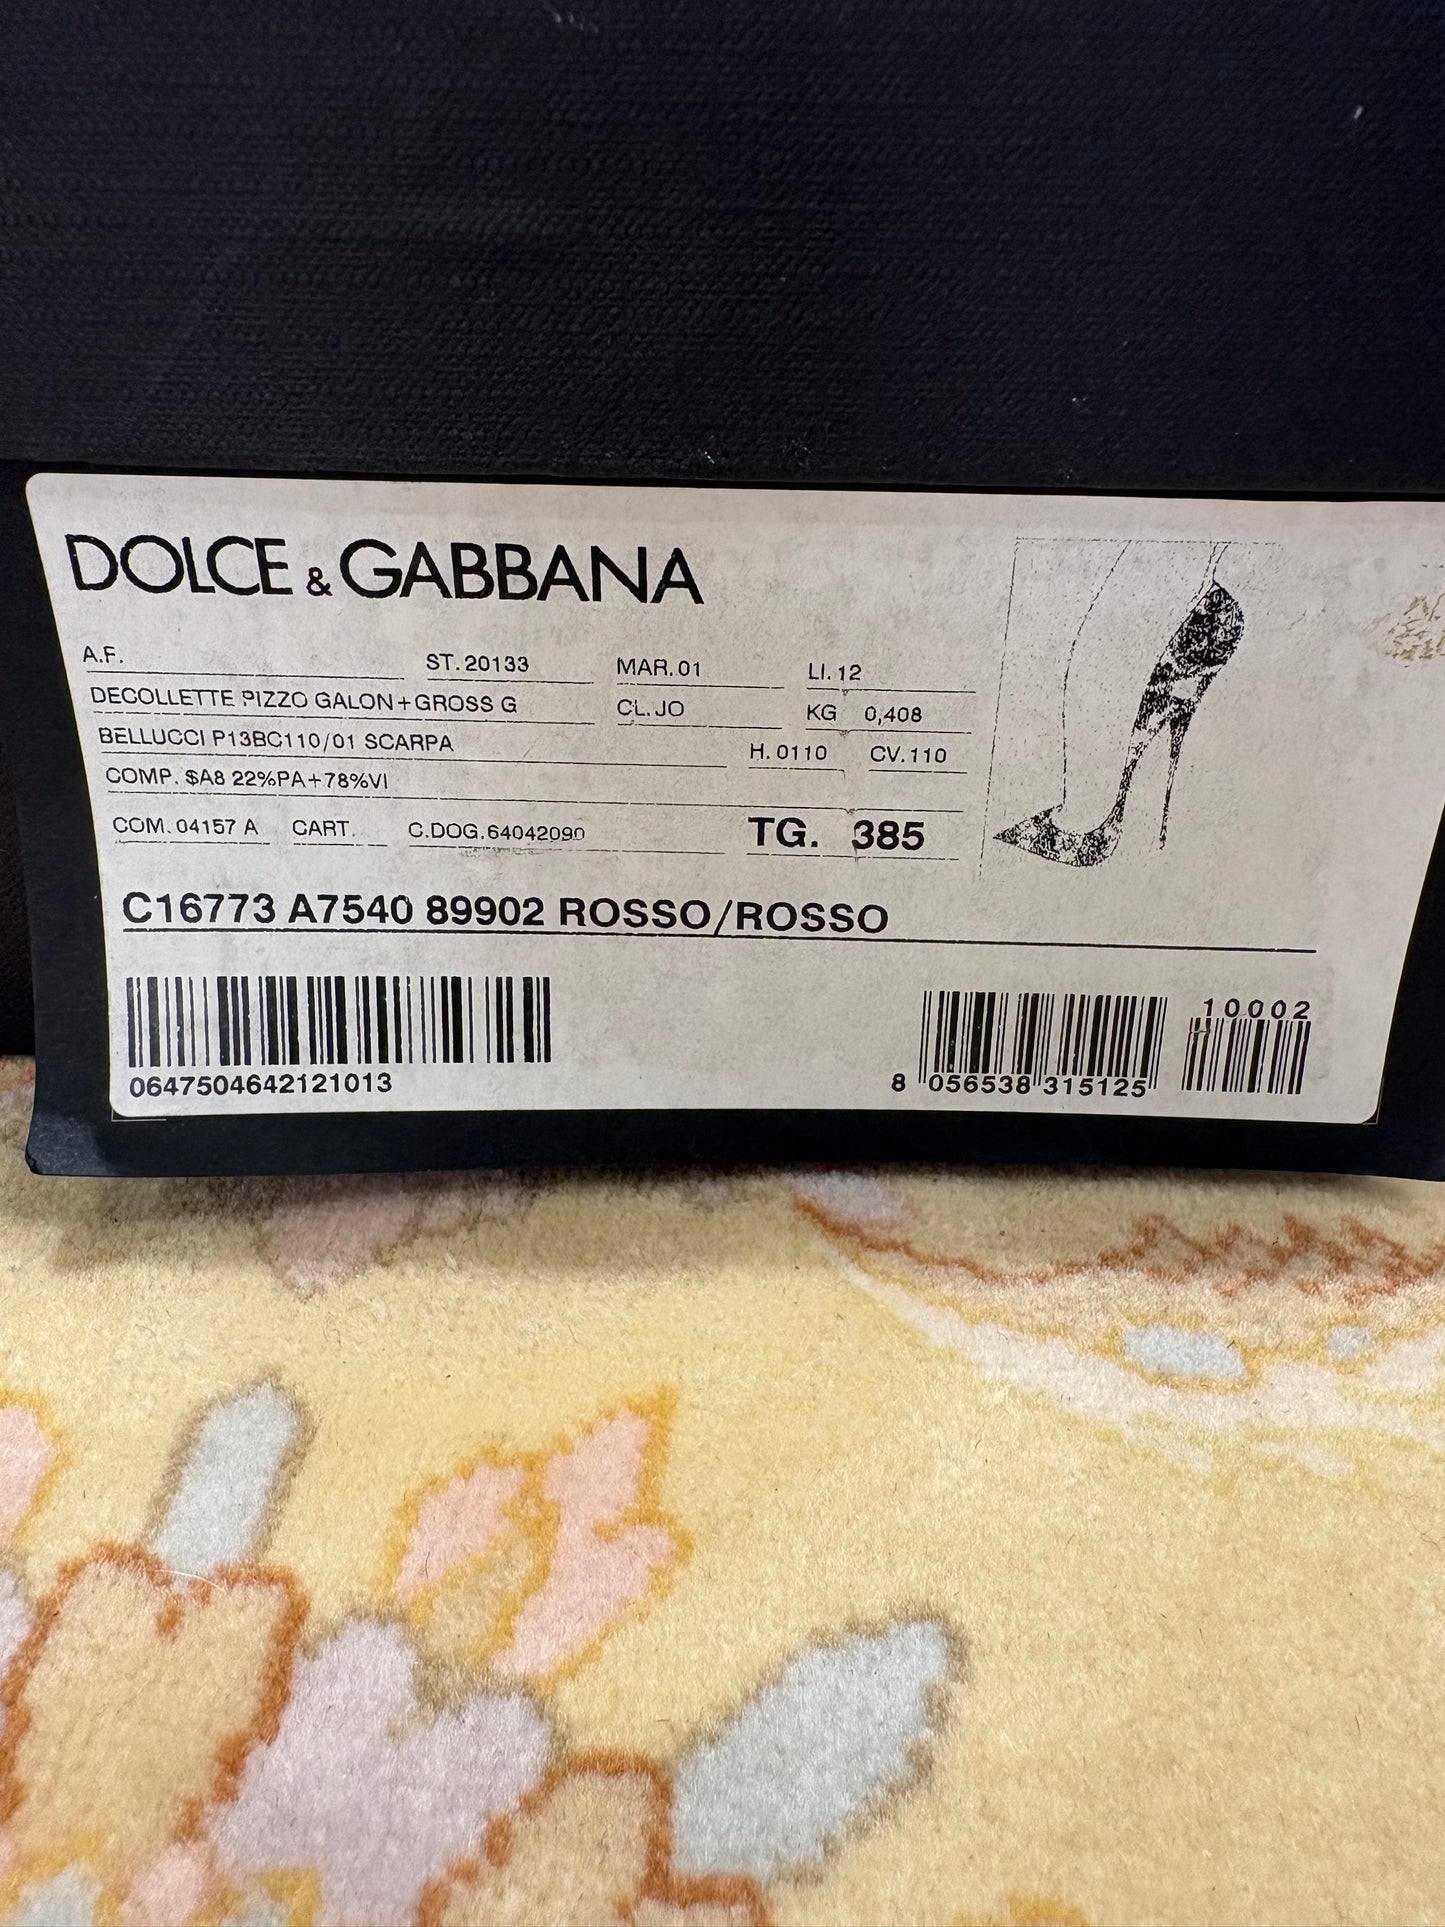 DOLCE & GABBANA
A.F. ST. 20133 MAR. 01 LI. 12
DECOLLETTE PIZZO GALON+GROSS G CL. JO KG 0,408
BELLUCCI P13BC110/01 SCARPA H. 0110 CV. 110
COMP. $A8 22%PA+78%VI
COM. 04157 A CART. C.DOG.64042090 TG. 385
C16773 A7540 89902 ROSSO/ROSSO
10002
0647504642121013 8 056538 315125